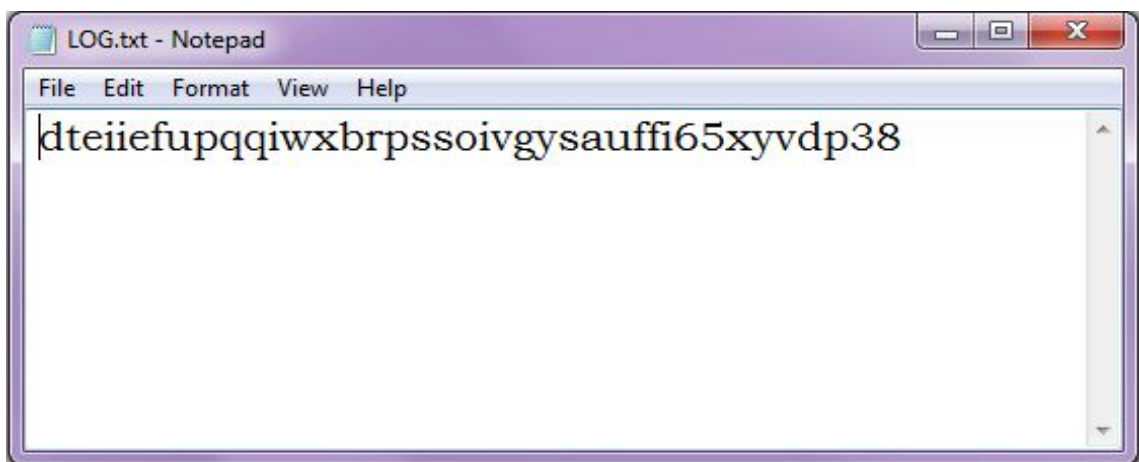 LOG.txt - Notepad
File Edit Format View Help
dteiiefupqqiwxbrpssoivgysauffi65xyvdp38